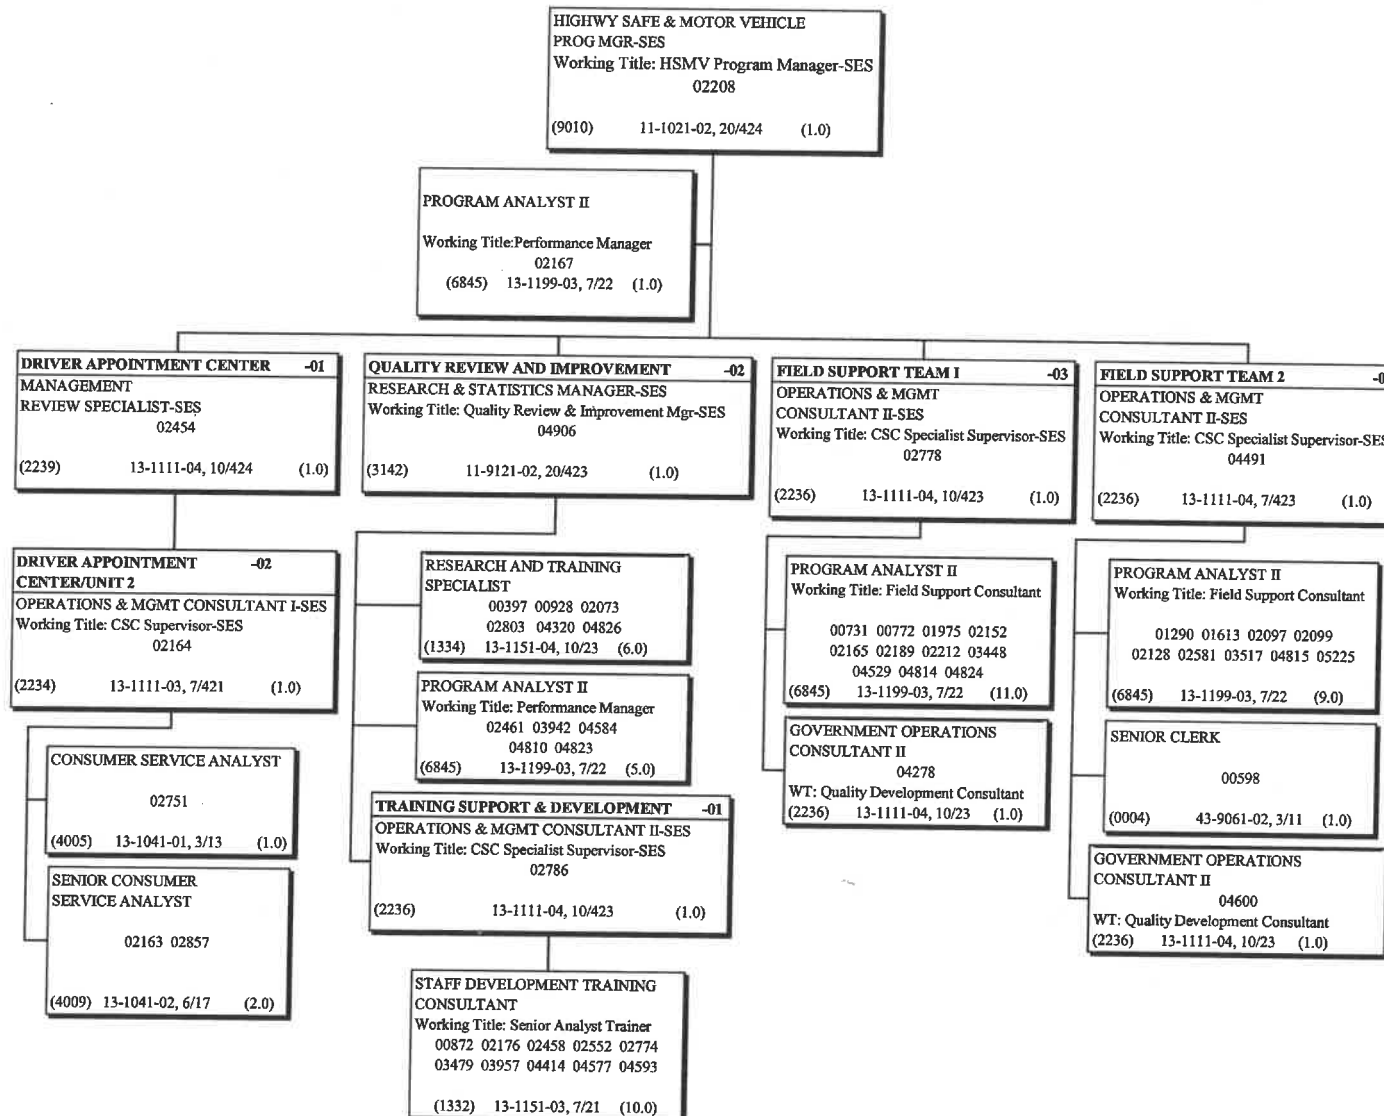 HIGHWY SAFE & MOTOR VEHICLE
PROG MGR-SES
Working Title: HSMV Program Manager-SES
02208
(9010) 11-1021-02, 20/424 (1.0)
PROGRAM ANALYST II
Working Title:Performance Manager
02167
(6845) 13-1199-03, 7/22 (1.0)
DRIVER APPOINTMENT CENTER -01
MANAGEMENT
REVIEW SPECIALIST-SES
02454
(2239) 13-1111-04, 10/424 (1.0)
DRIVER APPOINTMENT -02
CENTER/UNIT 2
OPERATIONS & MGMT CONSULTANT I-SES
Working Title: CSC Supervisor-SES
02164
(2234) 13-1111-03, 7/421 (1.0)
CONSUMER SERVICE ANALYST
02751
(4005) 13-1041-01, 3/13 (1.0)
SENIOR CONSUMER
SERVICE ANALYST
02163 02857
(4009) 13-1041-02, 6/17 (2.0)
QUALITY REVIEW AND IMPROVEMENT -02
RESEARCH & STATISTICS MANAGER-SES
Working Title: Quality Review & Improvement Mgr-SES
04906
(3142) 11-9121-02, 20/423 (1.0)
RESEARCH AND TRAINING
SPECIALIST
00397 00928 02073
02803 04320 04826
(1334) 13-1151-04, 10/23 (6.0)
PROGRAM ANALYST II
Working Title: Performance Manager
02461 03942 04584
04810 04823
(6845) 13-1199-03, 7/22 (5.0)
TRAINING SUPPORT & DEVELOPMENT -01
OPERATIONS & MGMT CONSULTANT II-SES
Working Title: CSC Specialist Supervisor-SES
02786
(2236) 13-1111-04, 10/423 (1.0)
STAFF DEVELOPMENT TRAINING
CONSULTANT
Working Title: Senior Analyst Trainer
00872 02176 02458 02552 02774
03479 03957 04414 04577 04593
(1332) 13-1151-03, 7/21 (10.0)
FIELD SUPPORT TEAM I -03
OPERATIONS & MGMT
CONSULTANT II-SES
Working Title: CSC Specialist Supervisor-SES
02778
(2236) 13-1111-04, 10/423 (1.0)
PROGRAM ANALYST II
Working Title: Field Support Consultant
00731 00772 01975 02152
02165 02189 02212 03448
04529 04814 04824
(6845) 13-1199-03, 7/22 (11.0)
GOVERNMENT OPERATIONS
CONSULTANT II
04278
WT: Quality Development Consultant
(2236) 13-1111-04, 10/23 (1.0)
FIELD SUPPORT TEAM 2 -0
OPERATIONS & MGMT
CONSULTANT II-SES
Working Title: CSC Specialist Supervisor-SES
04491
(2236) 13-1111-04, 7/423 (1.0)
PROGRAM ANALYST II
Working Title: Field Support Consultant
01290 01613 02097 02099
02128 02581 03517 04815 05225
(6845) 13-1199-03, 7/22 (9.0)
SENIOR CLERK
00598
(0004) 43-9061-02, 3/11 (1.0)
GOVERNMENT OPERATIONS
CONSULTANT II
04600
WT: Quality Development Consultant
(2236) 13-1111-04, 10/23 (1.0)